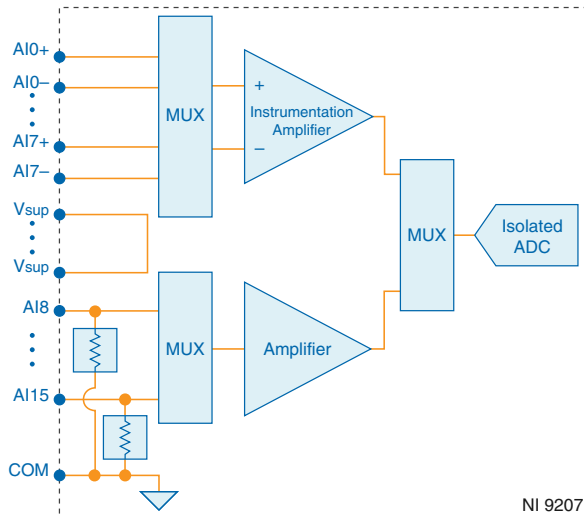 AI0+
AI0–
AI7+
AI7–
Vsup
Vsup
AI8
AI15
COM
MUX
+
–
Instrumentation
Amplifier
MUX
Amplifier
MUX
Isolated
ADC
NI 9207